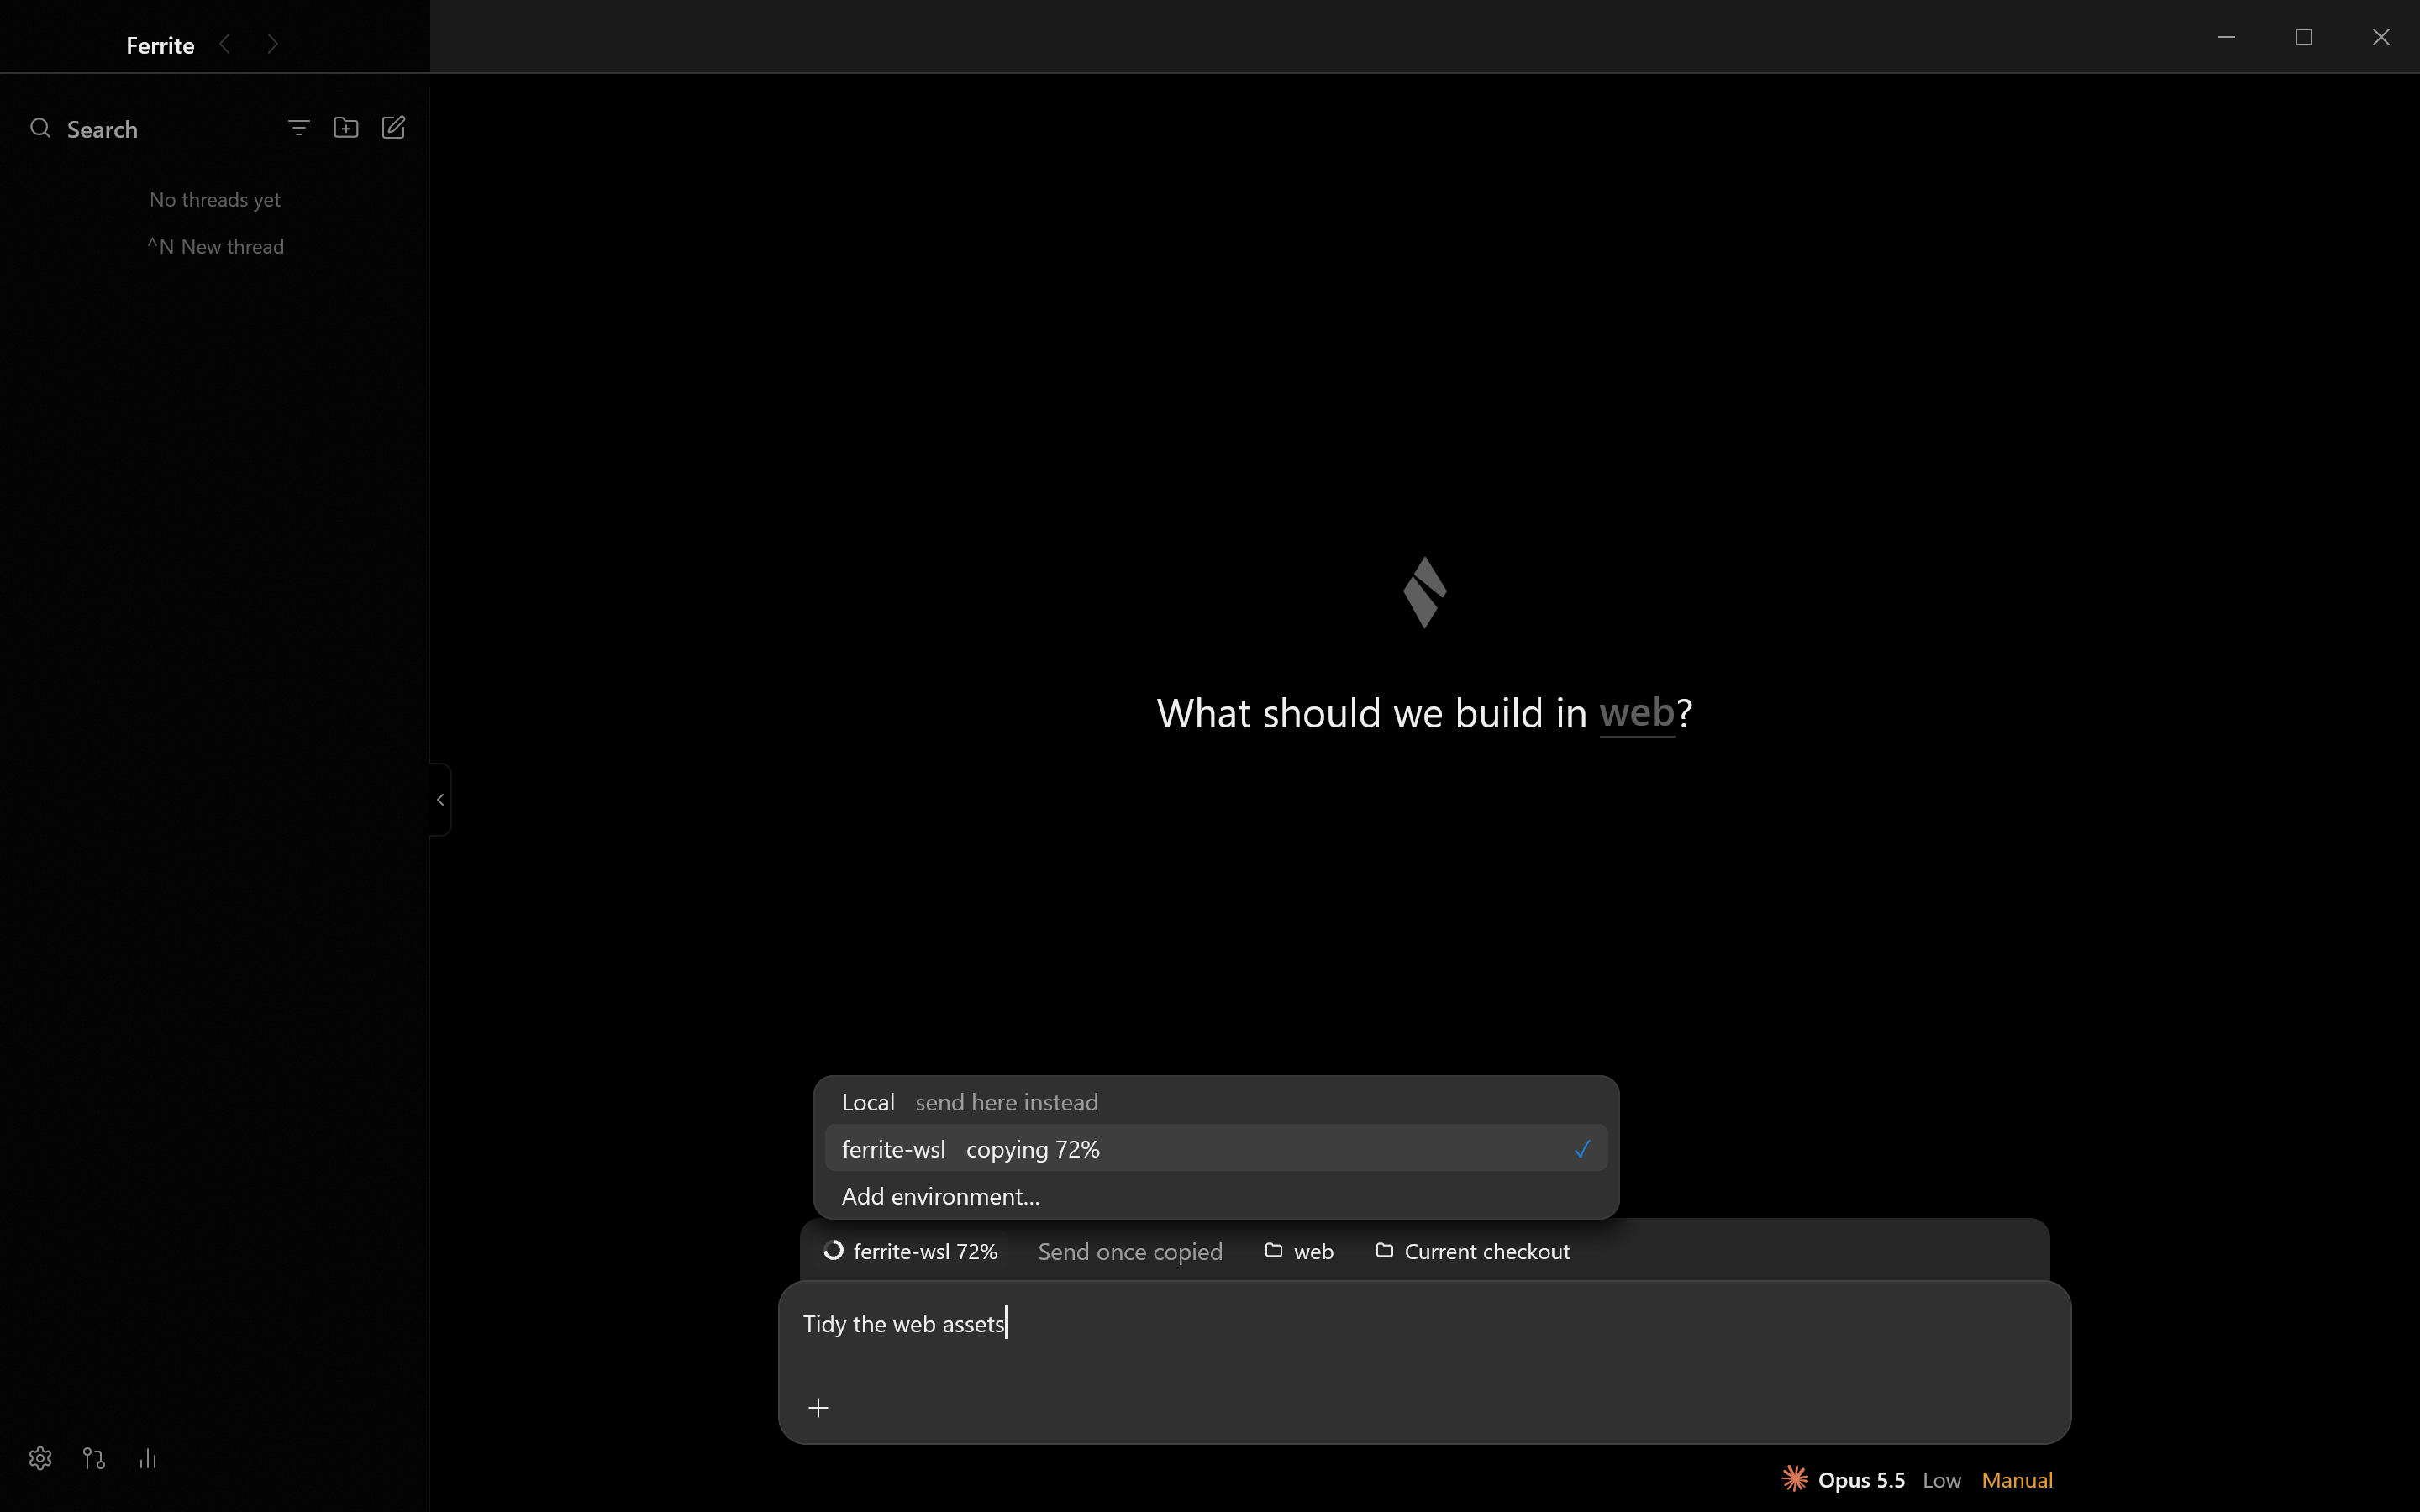 Ferrite
Search
No threads yet
^N New thread
What should we build in web?
Local send here instead
ferrite-wsl copying 72%
Add environment...
ferrite-wsl 72% Send once copied web Current checkout
Tidy the web assets
Opus 5.5 Low Manual